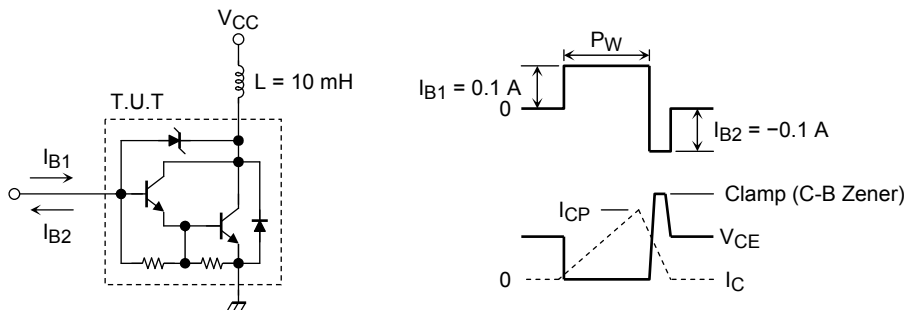 VCC
L = 10 mH
T.U.T
IB1
IB2
PW
IB1 = 0.1 A
0
IB2 = −0.1 A
Clamp (C-B Zener)
ICP
VCE
0
IC